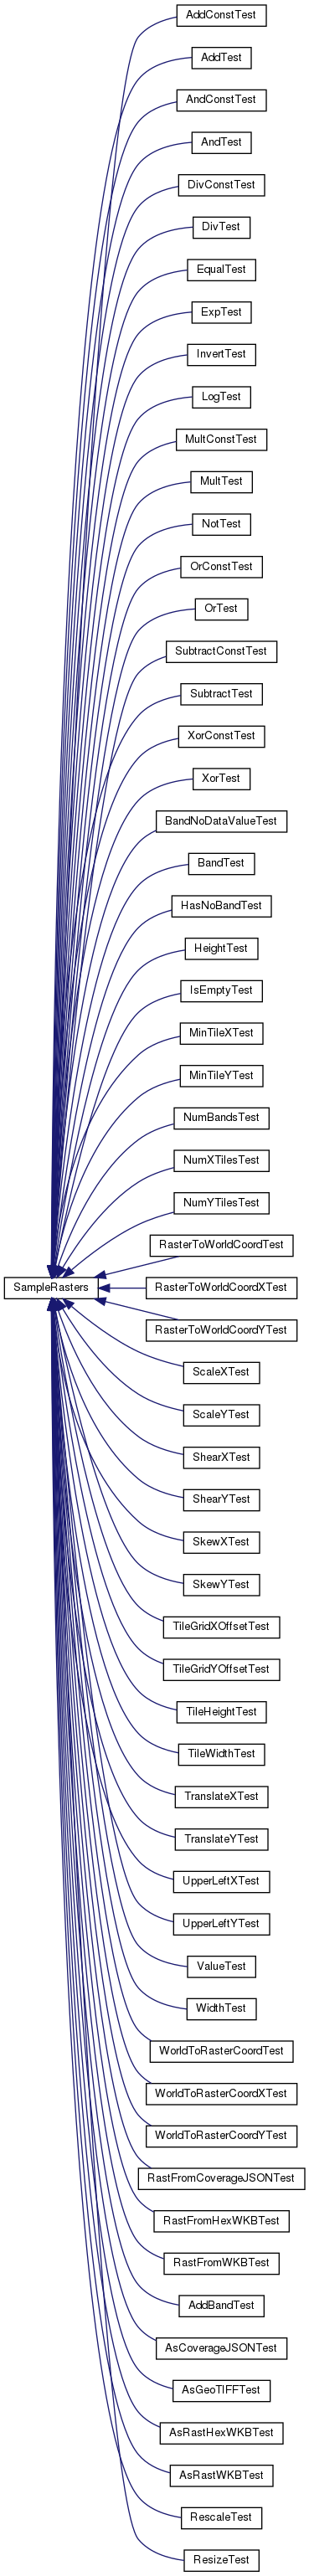 AddConstTest
AddTest
AndConstTest
AndTest
DivConstTest
DivTest
EqualTest
ExpTest
InvertTest
LogTest
MultConstTest
MultTest
NotTest
OrConstTest
OrTest
SubtractConstTest
SubtractTest
XorConstTest
XorTest
BandNoDataValueTest
BandTest
HasNoBandTest
HeightTest
IsEmptyTest
MinTileXTest
MinTileYTest
NumBandsTest
NumXTilesTest
NumYTilesTest
RasterToWorldCoordTest
SampleRasters
RasterToWorldCoordXTest
RasterToWorldCoordYTest
ScaleXTest
ScaleYTest
ShearXTest
ShearYTest
SkewXTest
SkewYTest
TileGridXOffsetTest
TileGridYOffsetTest
TileHeightTest
TileWidthTest
TranslateXTest
TranslateYTest
UpperLeftXTest
UpperLeftYTest
ValueTest
WidthTest
WorldToRasterCoordTest
WorldToRasterCoordXTest
WorldToRasterCoordYTest
RastFromCoverageJSONTest
RastFromHexWKBTest
RastFromWKBTest
AddBandTest
AsCoverageJSONTest
AsGeoTIFFTest
AsRastHexWKBTest
AsRastWKBTest
RescaleTest
ResizeTest